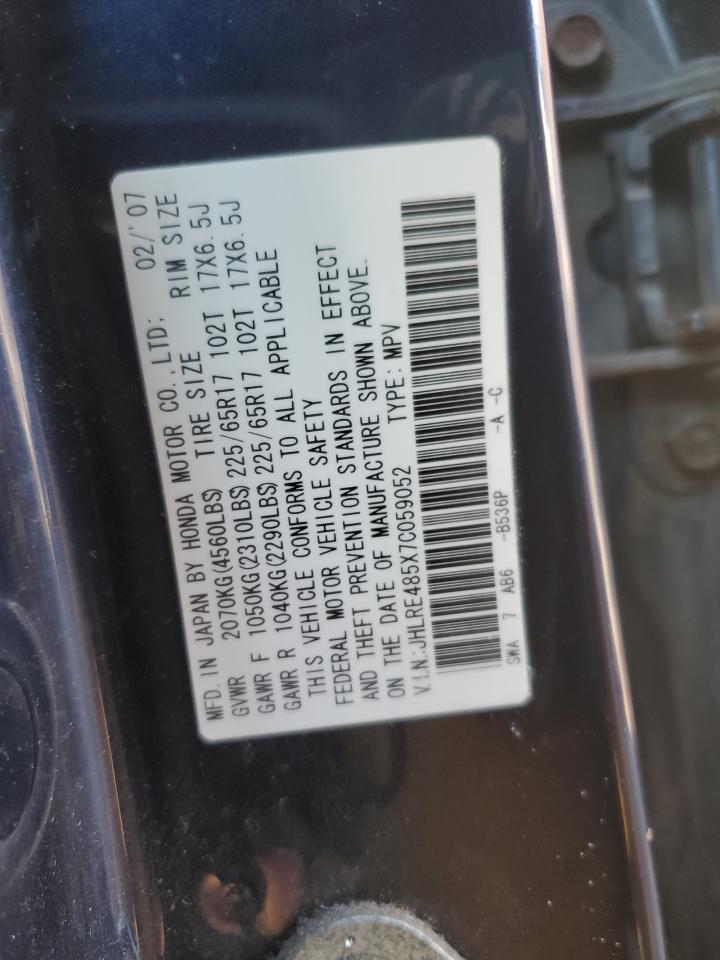 MFD. IN JAPAN BY HONDA MOTOR CO.,LTD: 02/'07
GVWR 2070KG(4560LBS) TIRE SIZE RIM SIZE
GAWR F 1050KG(2310LBS) 225/65R17 102T 17X6.5J
GAWR R 1040KG(2290LBS) 225/65R17 102T 17X6.5J
THIS VEHICLE CONFORMS TO ALL APPLICABLE
FEDERAL MOTOR VEHICLE SAFETY
AND THEFT PREVENTION STANDARDS IN EFFECT
ON THE DATE OF MANUFACTURE SHOWN ABOVE.
V.I.N.:JHLRE485X7C059052 TYPE:MPV
SWA 7 AB6 -B536P -A -C